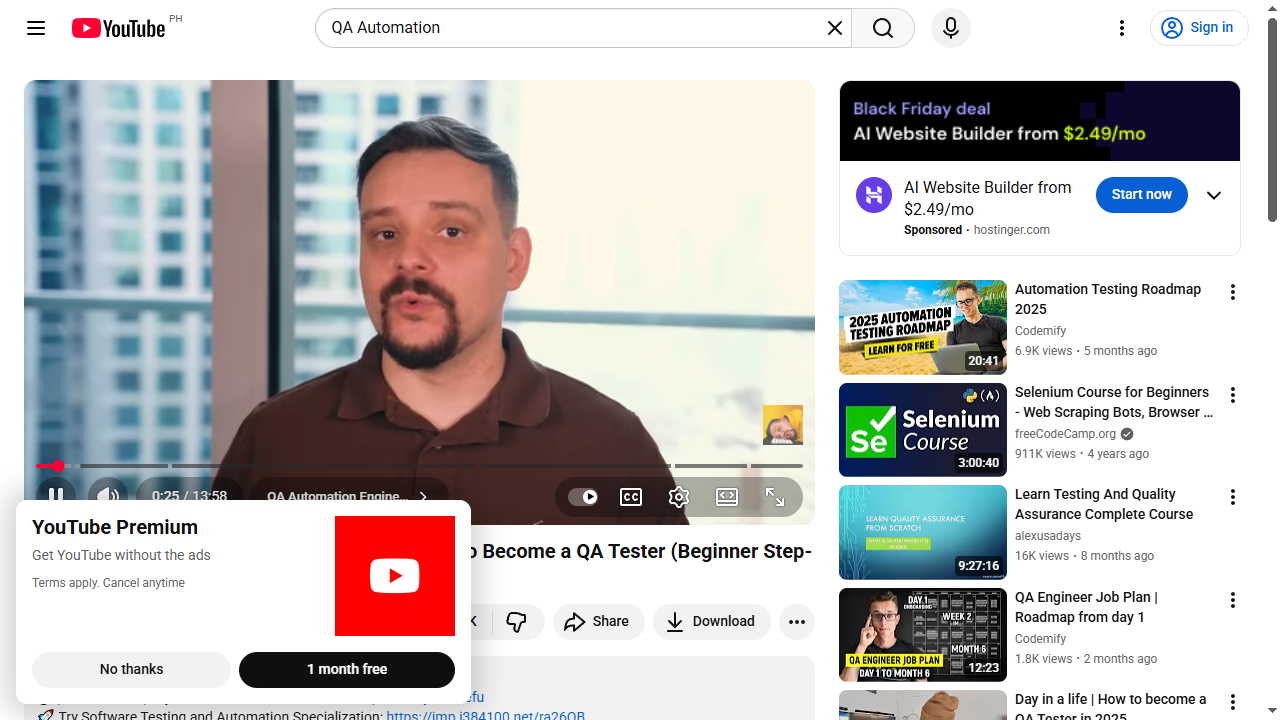 YouTube PH
QA Automation
Sign in
Black Friday deal
AI Website Builder from $2.49/mo
AI Website Builder from
$2.49/mo
Sponsored · hostinger.com
Start now
2025 AUTOMATION
TESTING ROADMAP
LEARN FOR FREE
20:41
Automation Testing Roadmap
2025
Codemify
6.9K views · 5 months ago
Se Selenium
Course
3:00:40
Selenium Course for Beginners
- Web Scraping Bots, Browser ...
freeCodeCamp.org
911K views · 4 years ago
LEARN QUALITY ASSURANCE
FROM SCRATCH
9:27:16
Learn Testing And Quality
Assurance Complete Course
alexusadays
16K views · 8 months ago
DAY 1
ONBOARDING
WEEK 2
MONTH 6
QA ENGINEER JOB PLAN
DAY 1 TO MONTH 6
12:23
QA Engineer Job Plan |
Roadmap from day 1
Codemify
1.8K views · 2 months ago
Day in a life | How to become a
QA Tester in 2025
0:25 / 13:58
QA Automation Engine...
CC
YouTube Premium
Get YouTube without the ads
Terms apply. Cancel anytime
No thanks
1 month free
o Become a QA Tester (Beginner Step-
K
Share
Download
efu
Try Software Testing and Automation Specialization: https://imp.i384100.net/ra26QB